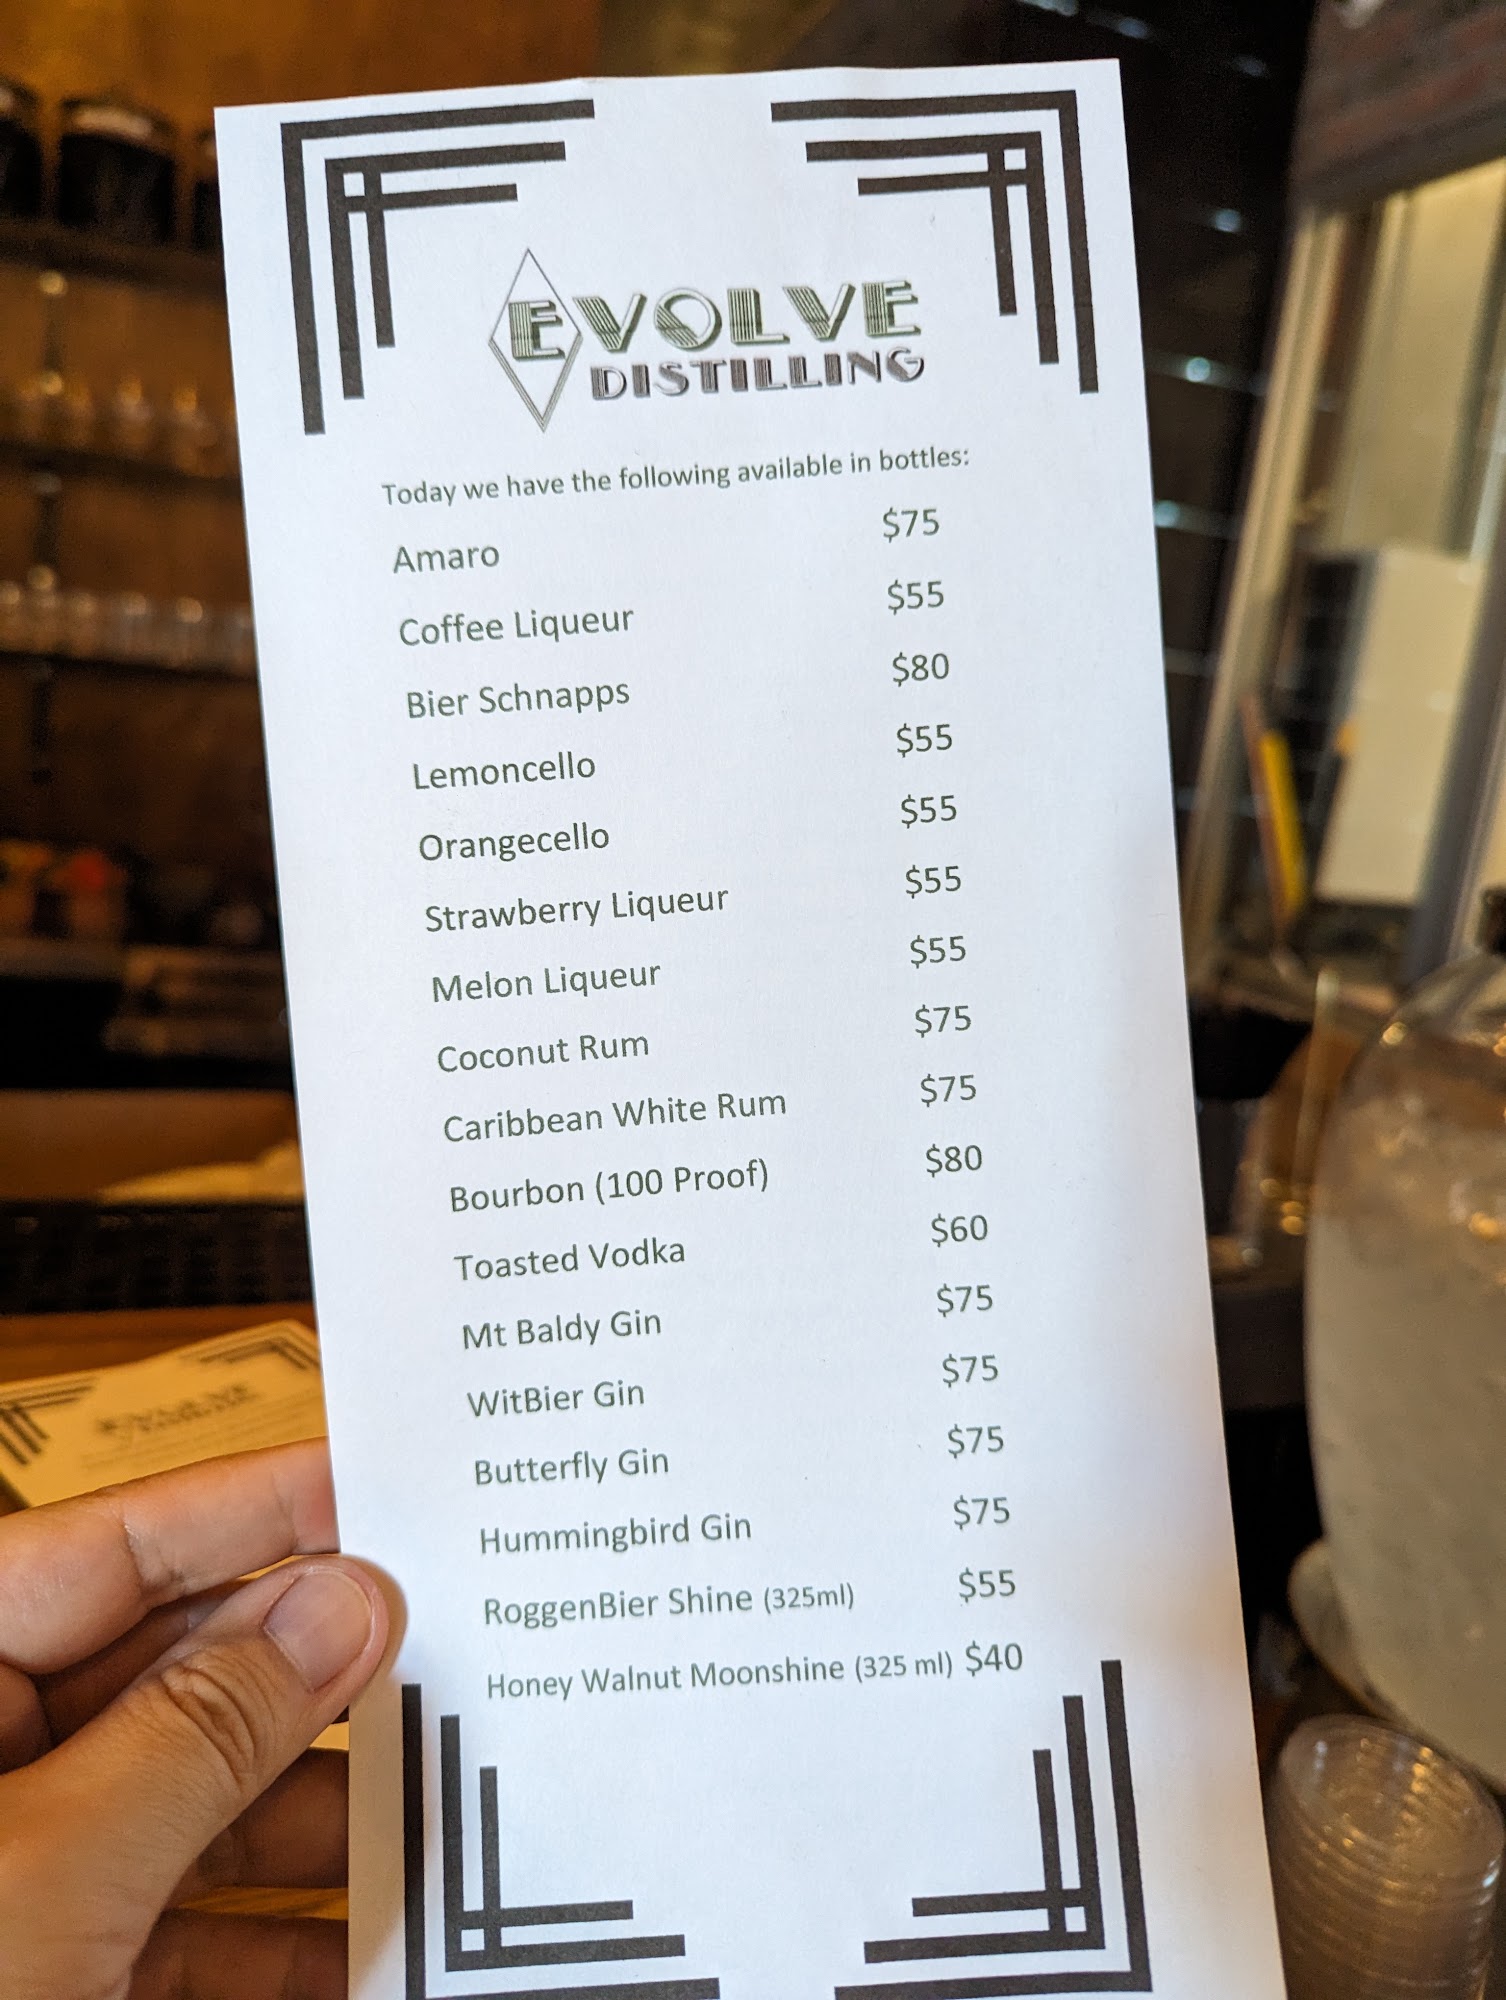 EVOLVE
DISTILLING
Today we have the following available in bottles:
Amaro $75
Coffee Liqueur $55
Bier Schnapps $80
Lemoncello $55
Orangecello $55
Strawberry Liqueur $55
Melon Liqueur $55
Coconut Rum $75
Caribbean White Rum $75
Bourbon (100 Proof) $80
Toasted Vodka $60
Mt Baldy Gin $75
WitBier Gin $75
Butterfly Gin $75
Hummingbird Gin $75
RoggenBier Shine (325ml) $55
Honey Walnut Moonshine (325 ml) $40